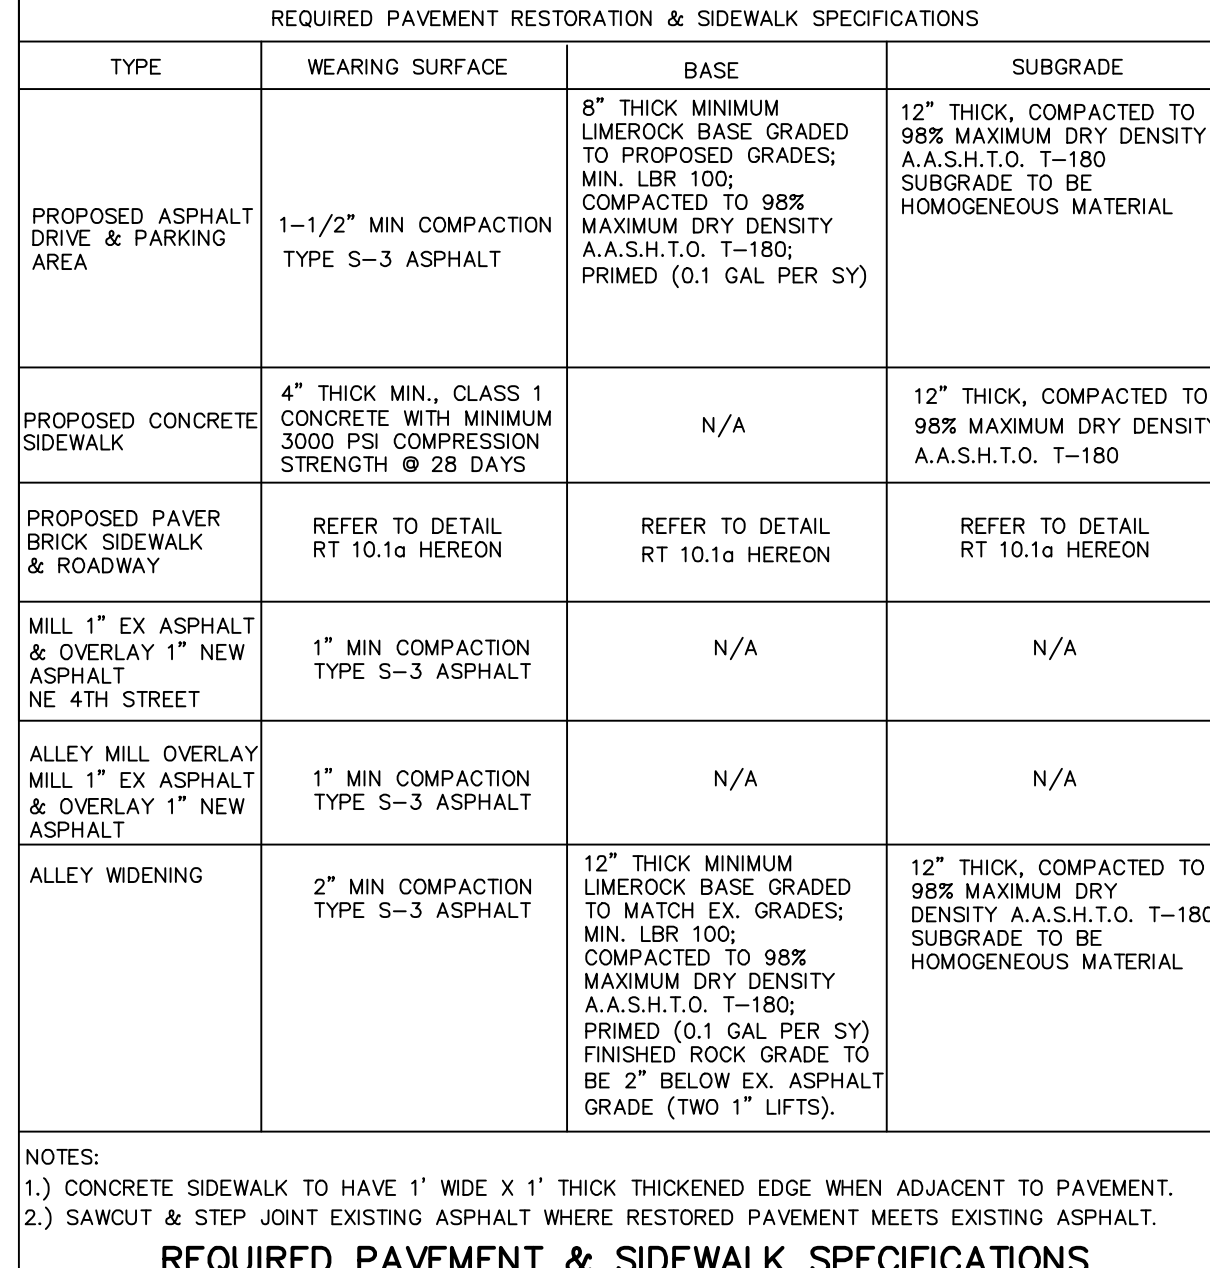 REQUIRED PAVEMENT RESTORATION & SIDEWALK SPECIFICATIONS
TYPE
WEARING SURFACE
BASE
SUBGRADE
PROPOSED ASPHALT
DRIVE & PARKING
AREA
1-1/2" MIN COMPACTION
TYPE S-3 ASPHALT
8" THICK MINIMUM
LIMEROCK BASE GRADED
TO PROPOSED GRADES;
MIN. LBR 100;
COMPACTED TO 98%
MAXIMUM DRY DENSITY
A.A.S.H.T.O. T-180;
PRIMED (0.1 GAL PER SY)
12" THICK, COMPACTED TO
98% MAXIMUM DRY DENSITY
A.A.S.H.T.O. T-180
SUBGRADE TO BE
HOMOGENEOUS MATERIAL
PROPOSED CONCRETE
SIDEWALK
4" THICK MIN., CLASS 1
CONCRETE WITH MINIMUM
3000 PSI COMPRESSION
STRENGTH @ 28 DAYS
N/A
12" THICK, COMPACTED TO
98% MAXIMUM DRY DENSITY
A.A.S.H.T.O. T-180
PROPOSED PAVER
BRICK SIDEWALK
& ROADWAY
REFER TO DETAIL
RT 10.1a HEREON
REFER TO DETAIL
RT 10.1a HEREON
REFER TO DETAIL
RT 10.1a HEREON
MILL 1" EX ASPHALT
& OVERLAY 1" NEW
ASPHALT
NE 4TH STREET
1" MIN COMPACTION
TYPE S-3 ASPHALT
N/A
N/A
ALLEY MILL OVERLAY
MILL 1" EX ASPHALT
& OVERLAY 1" NEW
ASPHALT
1" MIN COMPACTION
TYPE S-3 ASPHALT
N/A
N/A
ALLEY WIDENING
2" MIN COMPACTION
TYPE S-3 ASPHALT
12" THICK MINIMUM
LIMEROCK BASE GRADED
TO MATCH EX. GRADES;
MIN. LBR 100;
COMPACTED TO 98%
MAXIMUM DRY DENSITY
A.A.S.H.T.O. T-180;
PRIMED (0.1 GAL PER SY)
FINISHED ROCK GRADE TO
BE 2" BELOW EX. ASPHALT
GRADE (TWO 1" LIFTS).
12" THICK, COMPACTED TO
98% MAXIMUM DRY
DENSITY A.A.S.H.T.O. T-180
SUBGRADE TO BE
HOMOGENEOUS MATERIAL
NOTES:
1.) CONCRETE SIDEWALK TO HAVE 1' WIDE X 1' THICK THICKENED EDGE WHEN ADJACENT TO PAVEMENT.
2.) SAWCUT & STEP JOINT EXISTING ASPHALT WHERE RESTORED PAVEMENT MEETS EXISTING ASPHALT.
REQUIRED PAVEMENT & SIDEWALK SPECIFICATIONS